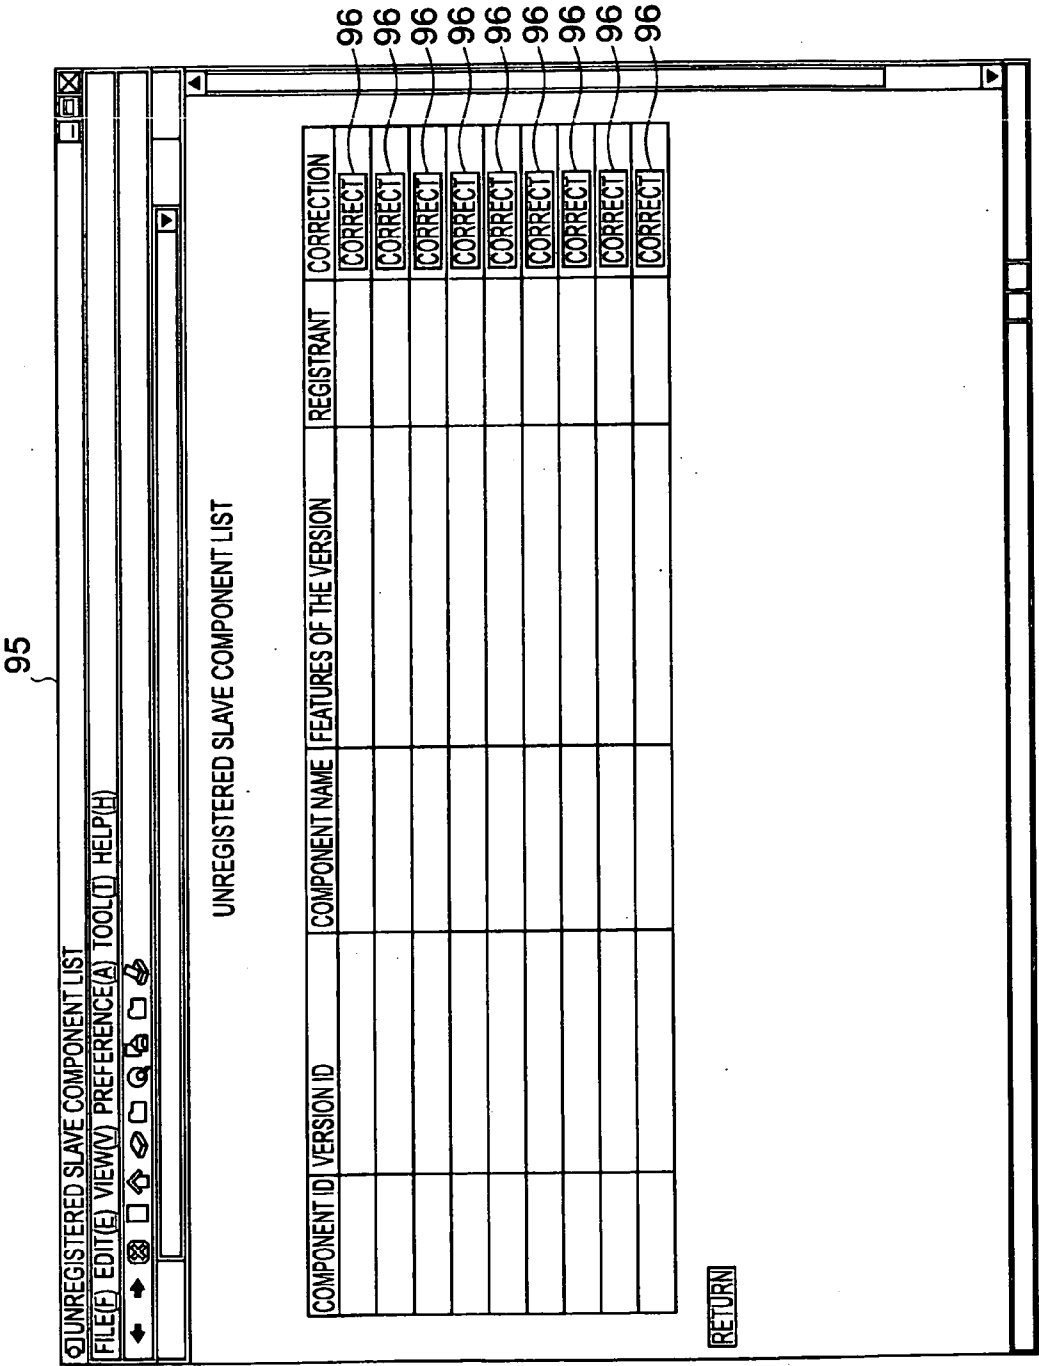 95
UNREGISTERED SLAVE COMPONENT LIST
FILE(F) EDIT(E) VIEW(V) PREFERENCE(A) TOOL(T) HELP(H)
UNREGISTERED SLAVE COMPONENT LIST
COMPONENT ID VERSION ID COMPONENT NAME FEATURES OF THE VERSION REGISTRANT CORRECTION
CORRECT 96
CORRECT 96
CORRECT 96
CORRECT 96
CORRECT 96
CORRECT 96
CORRECT 96
CORRECT 96
CORRECT 96
RETURN